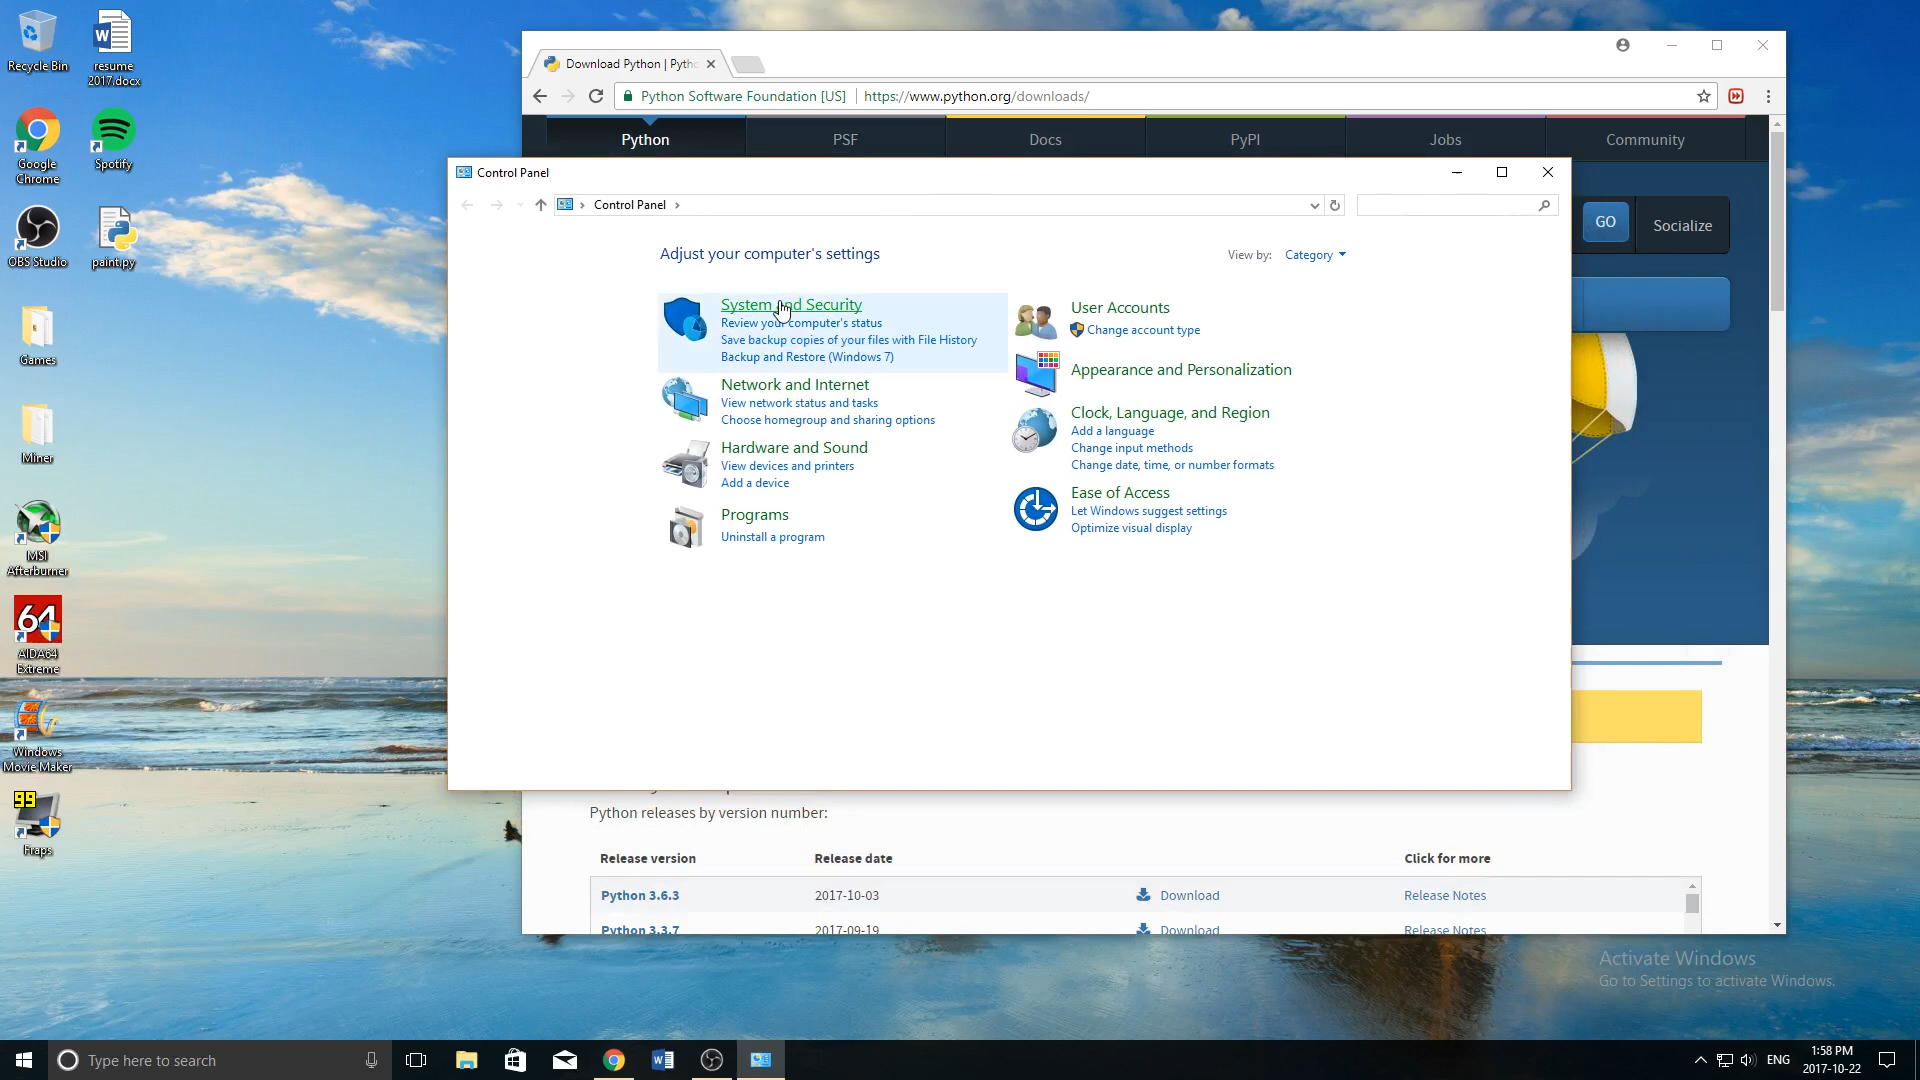 Recycle Bin
resume
2017.docx
Google
Chrome
Spotify
OBS Studio
paint.py
Games
Miner
MSI
Afterburner
64
AIDA64
Extreme
Windows
Movie Maker
99
Fraps
Download Python | Pytho
Python Software Foundation [US]
https://www.python.org/downloads/
Python
PSF
Docs
PyPI
Jobs
Community
GO
Socialize
Control Panel
Control Panel
Adjust your computer's settings
View by:
Category
System and Security
Review your computer's status
Save backup copies of your files with File History
Backup and Restore (Windows 7)
Network and Internet
View network status and tasks
Choose homegroup and sharing options
Hardware and Sound
View devices and printers
Add a device
Programs
Uninstall a program
User Accounts
Change account type
Appearance and Personalization
Clock, Language, and Region
Add a language
Change input methods
Change date, time, or number formats
Ease of Access
Let Windows suggest settings
Optimize visual display
Python releases by version number:
Release version
Release date
Click for more
Python 3.6.3
2017-10-03
Download
Release Notes
Python 3.3.7
2017-09-19
Download
Release Notes
Activate Windows
Go to Settings to activate Windows.
Type here to search
ENG
1:58 PM
2017-10-22